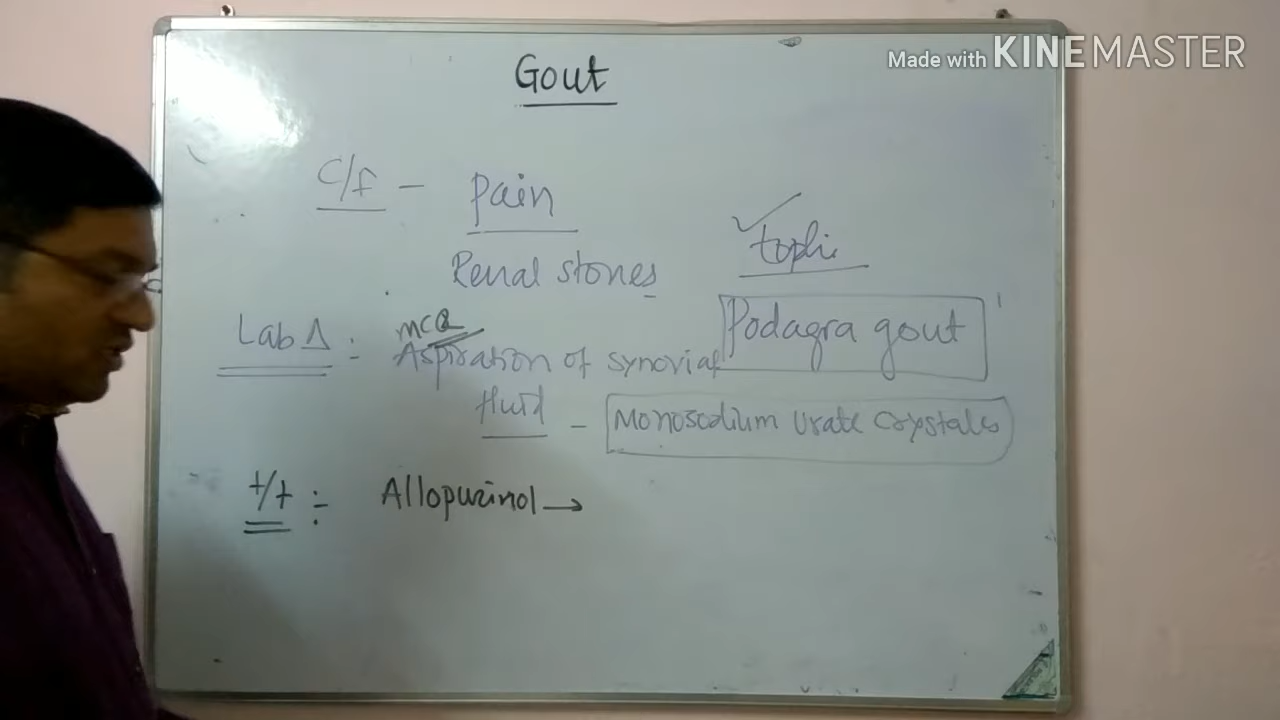 Made with KINEMASTER
Gout
C/f - Pain
Renal stones
✓ tophi
Podagra gout
Lab Δ :- MCQ
Aspiration of synovial
fluid - Monosodium Urate Crystals
t/t :- Allopurinol →